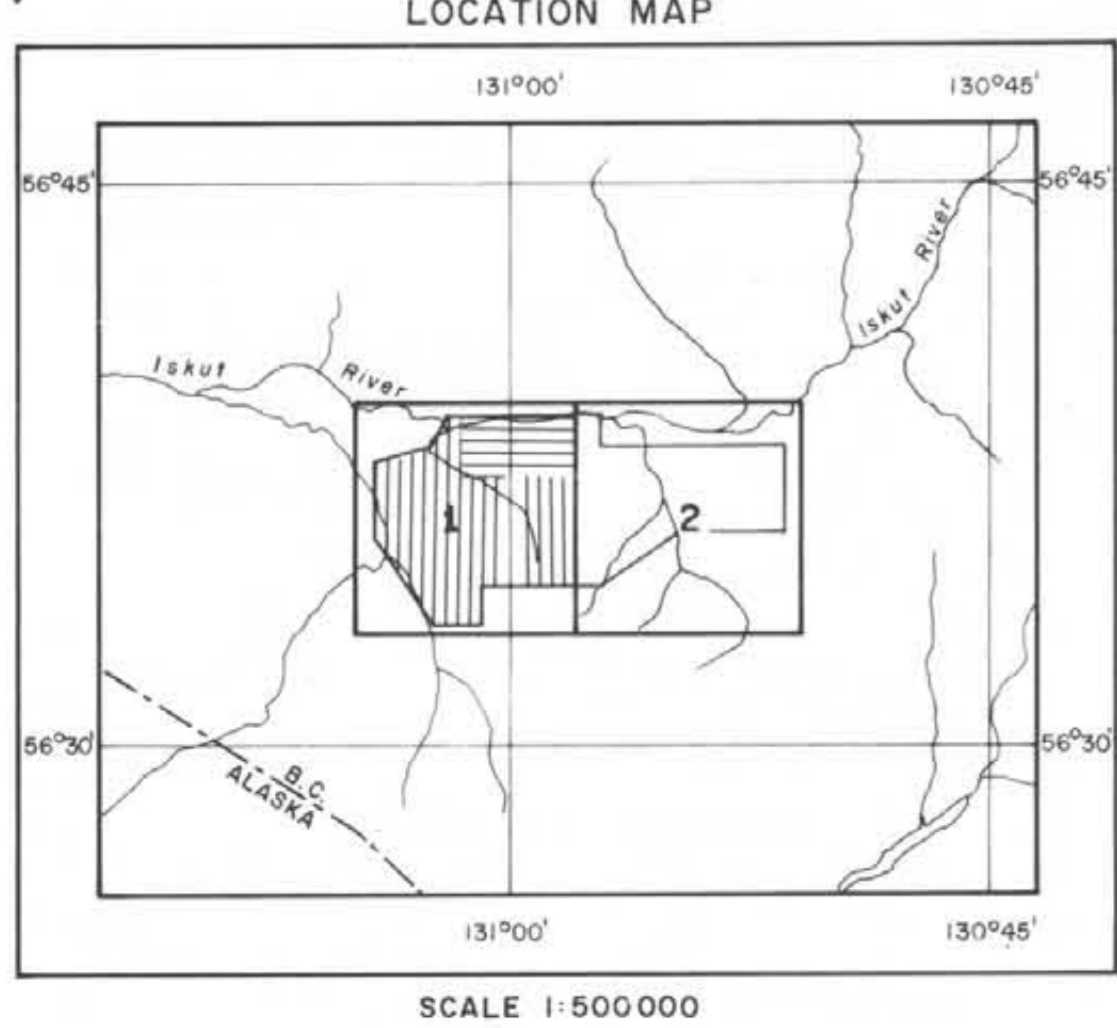 LOCATION MAP
131°00' 130°45'
56°45' 56°45'
Iskut River
Iskut River
1 2
56°30' 56°30'
B.C.
ALASKA
131°00' 130°45'
SCALE 1:500000